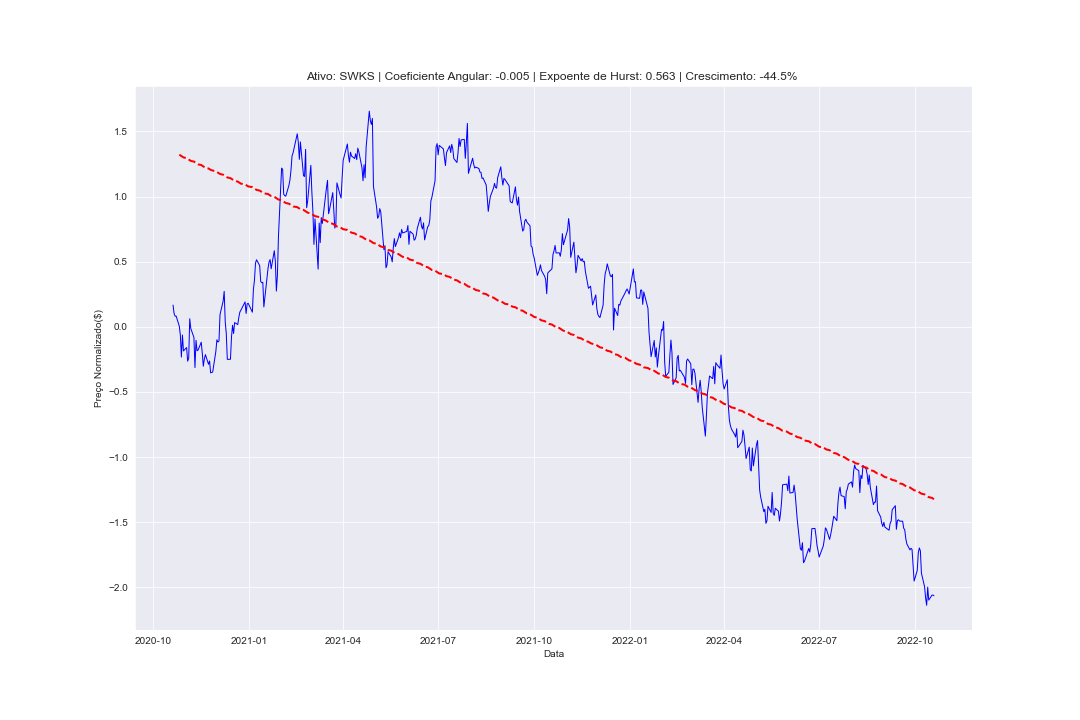 Ativo: SWKS | Coeficiente Angular: -0.005 | Expoente de Hurst: 0.563 | Crescimento: -44.5%
Preço Normalizado($)
1.5
1.0
0.5
0.0
−0.5
−1.0
−1.5
−2.0
2020-10 2021-01 2021-04 2021-07 2021-10 2022-01 2022-04 2022-07 2022-10
Data